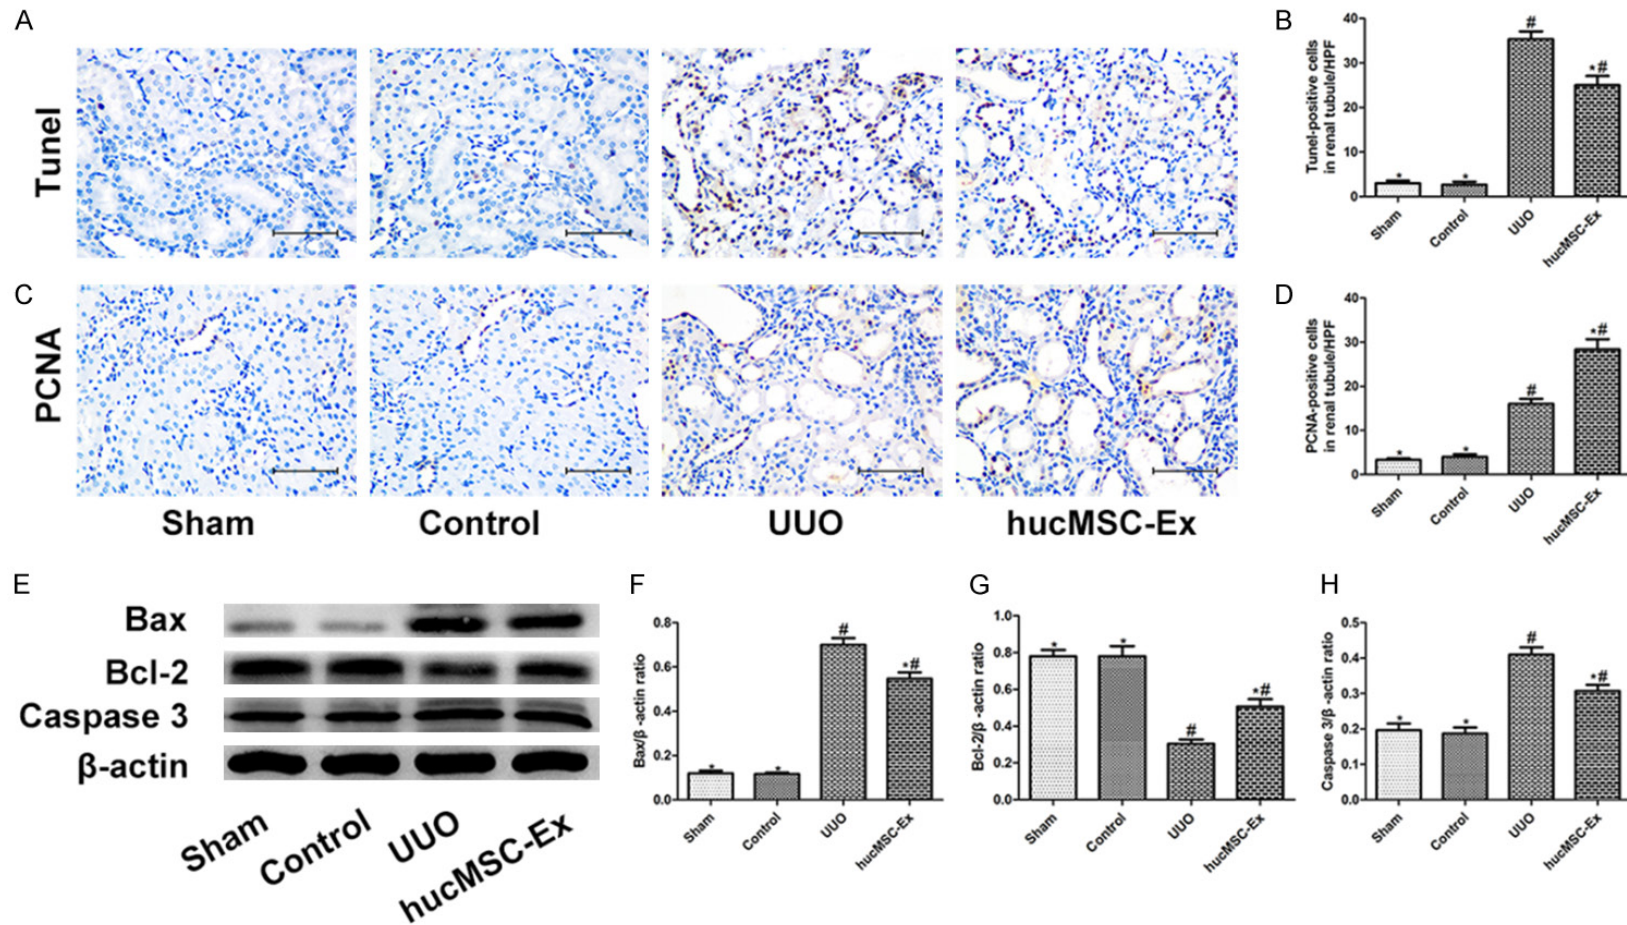 A
Tunel
B
Tunel-positive cells
in renal tubule/HPF
40
30
20
10
0
*
*
#
*#
Sham
Control
UUO
hucMSC-Ex
C
PCNA
Sham
Control
UUO
hucMSC-Ex
D
PCNA-positive cells
in renal tubule/HPF
40
30
20
10
0
*
*
#
*#
Sham
Control
UUO
hucMSC-Ex
E
Bax
Bcl-2
Caspase 3
β-actin
Sham
Control
UUO
hucMSC-Ex
F
Bax/β -actin ratio
0.8
0.6
0.4
0.2
0.0
*
*
#
*#
Sham
Control
UUO
hucMSC-Ex
G
Bcl-2/β -actin ratio
1.0
0.8
0.6
0.4
0.2
0.0
*
*
#
*#
Sham
Control
UUO
hucMSC-Ex
H
Caspase 3/β -actin ratio
0.5
0.4
0.3
0.2
0.1
0.0
*
*
#
*#
Sham
Control
UUO
hucMSC-Ex